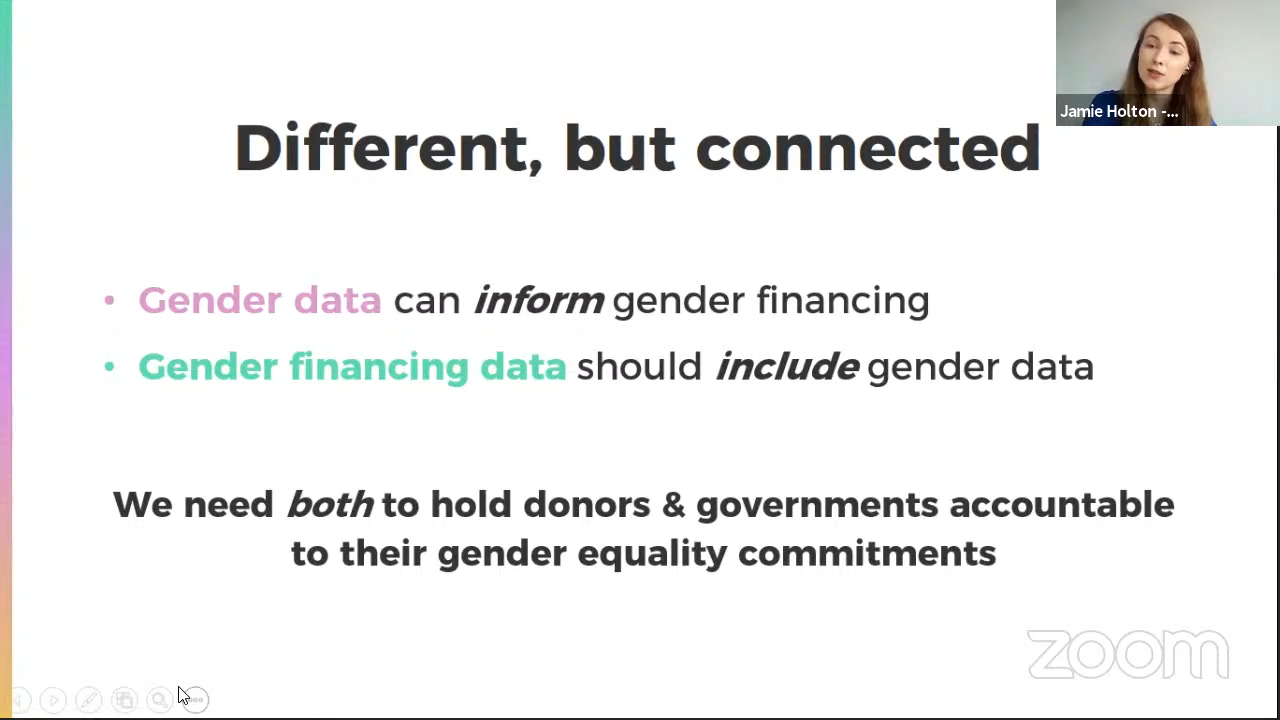 Jamie Holton -...
Different, but connected
• Gender data can inform gender financing
• Gender financing data should include gender data
We need both to hold donors & governments accountable
to their gender equality commitments
zoom